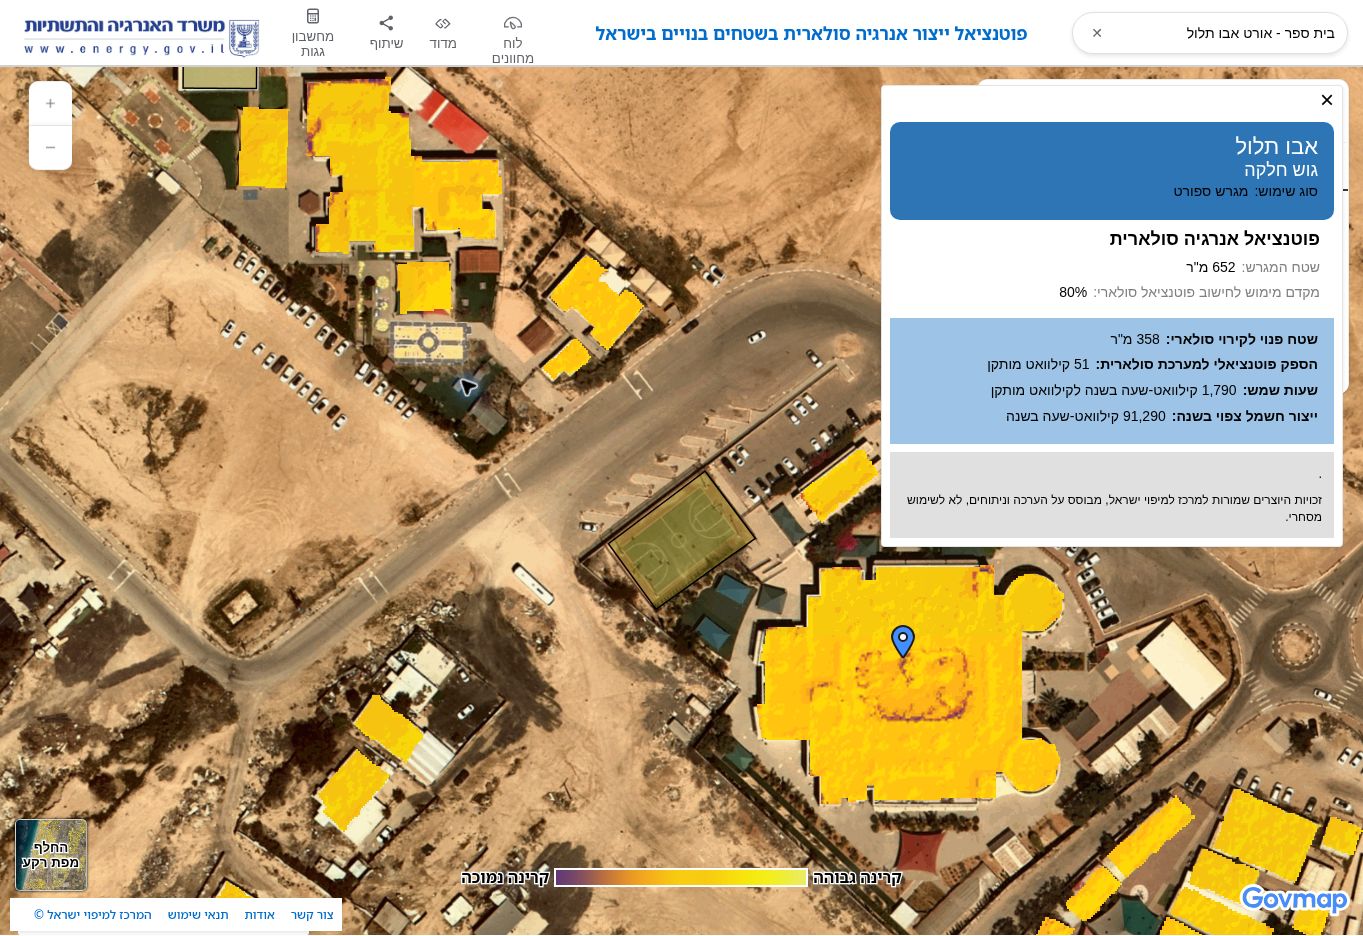 בית ספר - אורט אבו תלול
×
פוטנציאל ייצור אנרגיה סולארית בשטחים בנויים בישראל
לוח
מחוונים
מדוד
שיתוף
מחשבון
גגות
משרד האנרגיה והתשתיות
www.energy.gov.il
+
−
×
אבו תלול
גוש חלקה
סוג שימוש: מגרש ספורט
פוטנציאל אנרגיה סולארית
שטח המגרש: 652 מ"ר
מקדם מימוש לחישוב פוטנציאל סולארי: 80%
שטח פנוי לקירוי סולארי: 358 מ"ר
הספק פוטנציאלי למערכת סולארית: 51 קילוואט מותקן
שעות שמש: 1,790 קילוואט-שעה בשנה לקילוואט מותקן
ייצור חשמל צפוי בשנה: 91,290 קילוואט-שעה בשנה
.
זכויות היוצרים שמורות למרכז למיפוי ישראל, מבוסס על הערכה וניתוחים, לא לשימוש
מסחרי.
החלף
מפת רקע
קרינה גבוהה
קרינה נמוכה
Govmap
צור קשר
אודות
תנאי שימוש
המרכז למיפוי ישראל ©